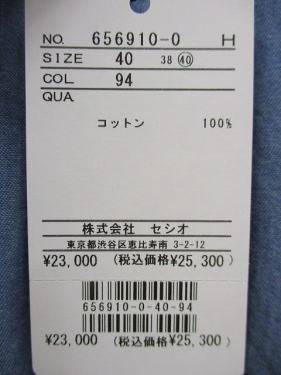 NO. 656910-0 H
SIZE 40 38 40
COL. 94
QUA.
コットン 100%
株式会社 セシオ
東京都渋谷区恵比寿南 3-2-12
¥23,000 (税込価格¥25,300)
656910-0-40-94
¥23,000 (税込価格¥25,300)